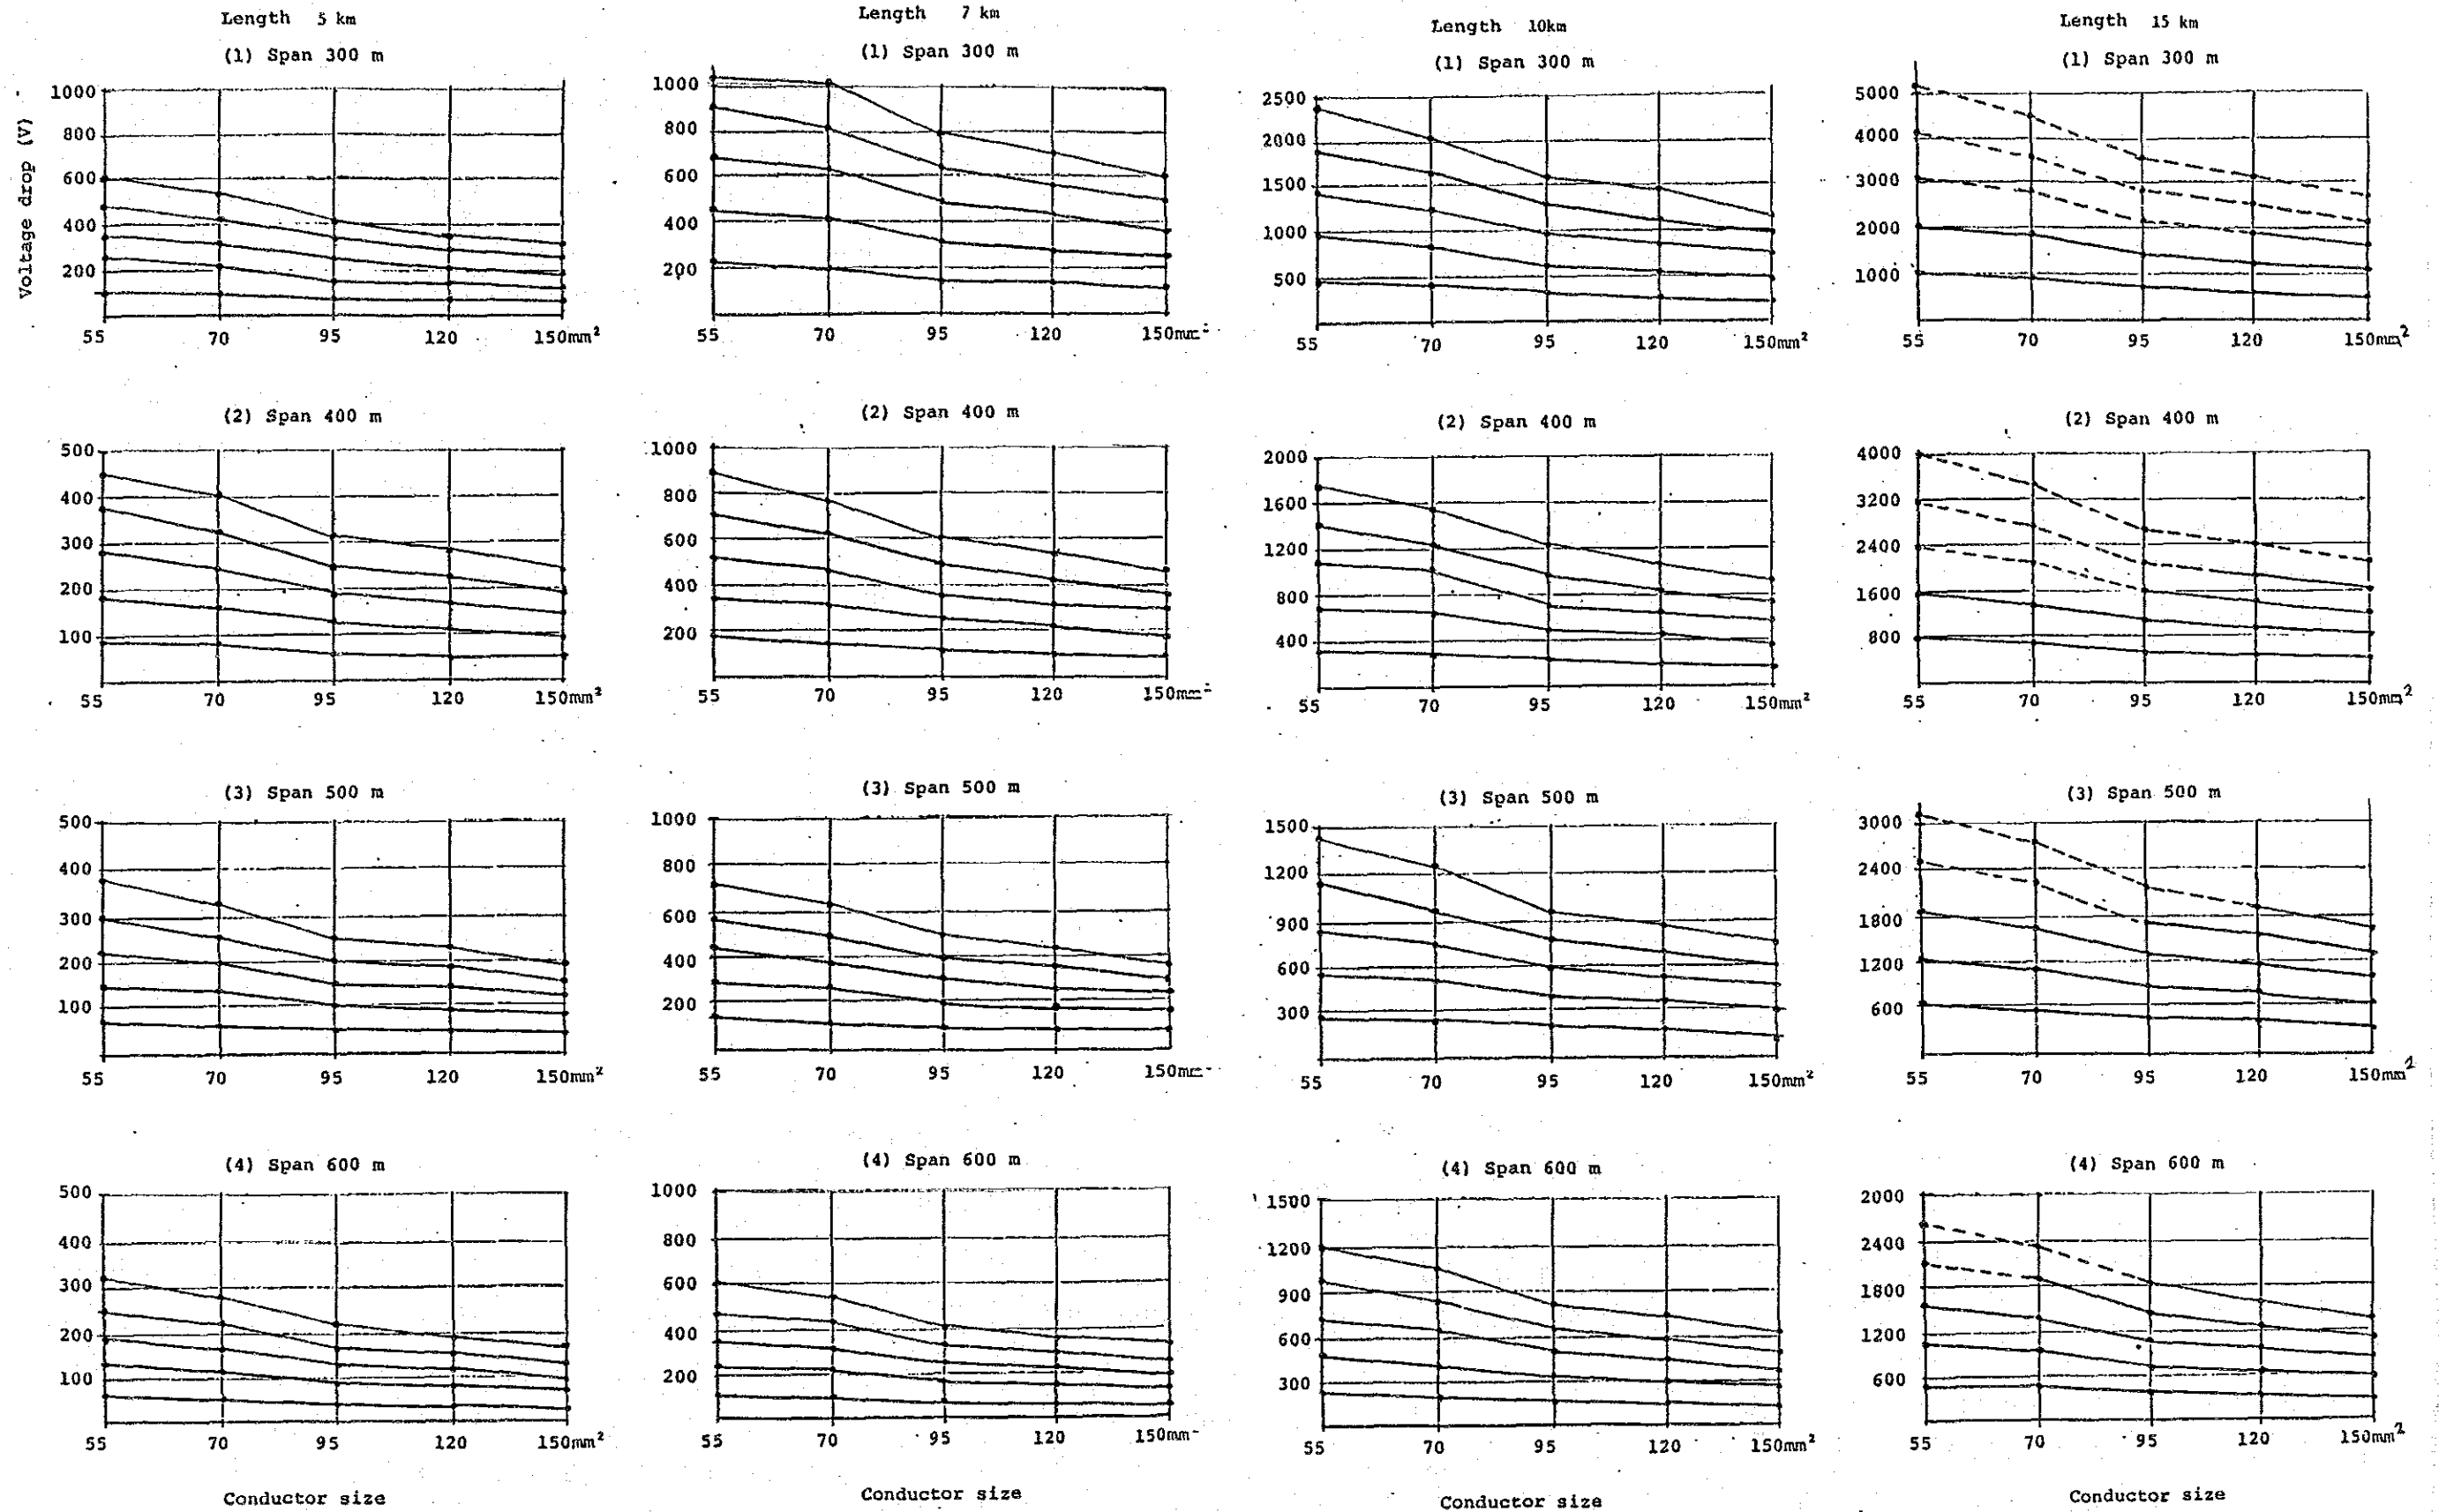 Length 5 km
(1) Span 300 m
Voltage drop (V)
1000
800
600
400
200
55 70 95 120 150mm²
(2) Span 400 m
500
400
300
200
100
55 70 95 120 150mm²
(3) Span 500 m
500
400
300
200
100
55 70 95 120 150mm²
(4) Span 600 m
500
400
300
200
100
55 70 95 120 150mm²
Conductor size
Length 7 km
(1) Span 300 m
1000
800
600
400
200
55 70 95 120 150mm²
(2) Span 400 m
1000
800
600
400
200
55 70 95 120 150mm²
(3) Span 500 m
1000
800
600
400
200
55 70 95 120 150mm
(4) Span 600 m
1000
800
600
400
200
55 70 95 120 150mm
Conductor size
Length 10km
(1) Span 300 m
2500
2000
1500
1000
500
55 70 95 120 150mm²
(2) Span 400 m
2000
1600
1200
800
400
55 70 95 120 150mm²
(3) Span 500 m
1500
1200
900
600
300
55 70 95 120 150mm²
(4) Span 600 m
1500
1200
900
600
300
55 70 95 120 150mm²
Conductor size
Length 15 km
(1) Span 300 m
5000
4000
3000
2000
1000
55 70 95 120 150mm²
(2) Span 400 m
4000
3200
2400
1600
800
55 70 95 120 150mm²
(3) Span 500 m
3000
2400
1800
1200
600
55 70 95 120 150mm²
(4) Span 600 m
2000
2400
1800
1200
600
55 70 95 120 150mm²
Conductor size